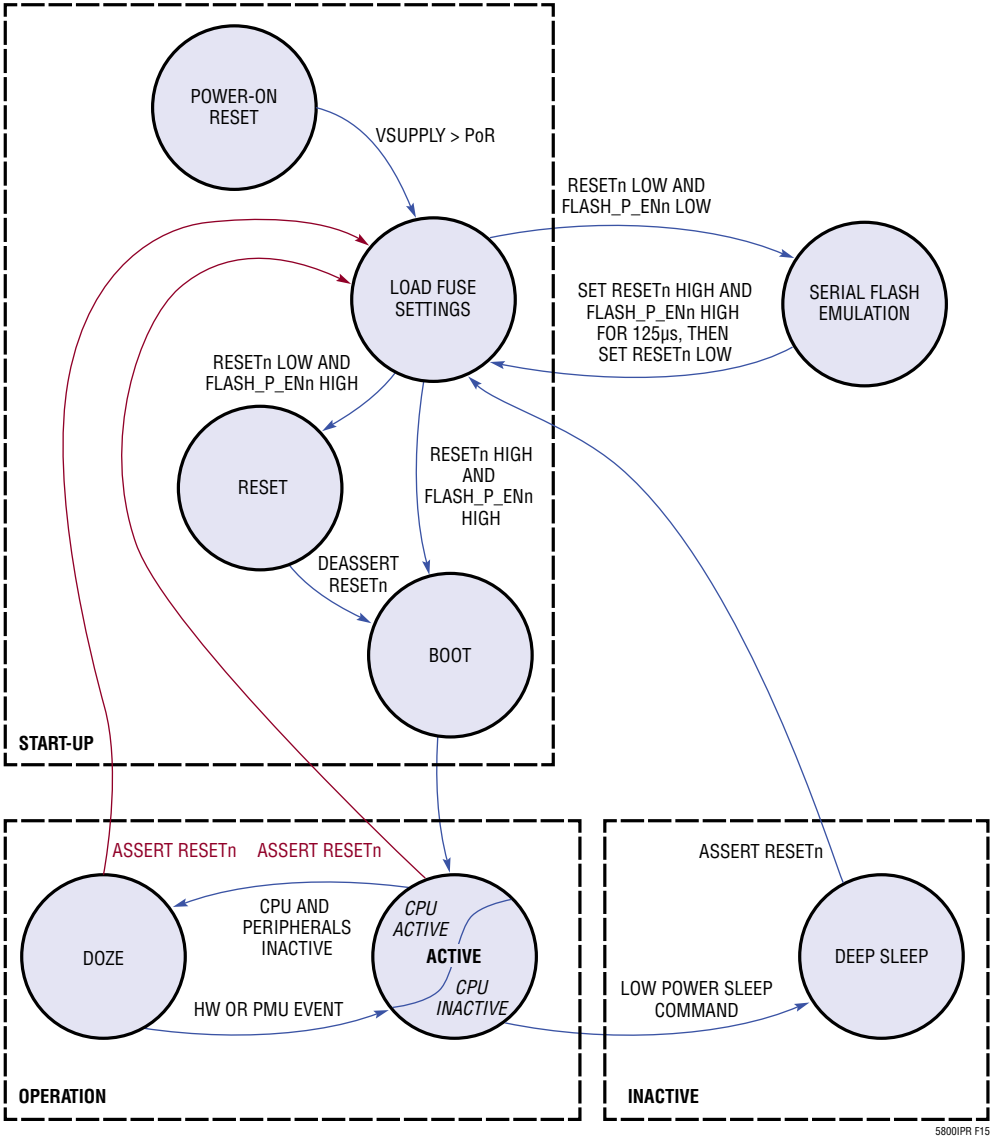 POWER-ON
RESET
VSUPPLY > PoR
RESETn LOW AND
FLASH_P_ENn LOW
LOAD FUSE
SETTINGS
SET RESETn HIGH AND
FLASH_P_ENn HIGH
FOR 125µs, THEN
SET RESETn LOW
SERIAL FLASH
EMULATION
RESETn LOW AND
FLASH_P_ENn HIGH
RESET
RESETn HIGH
AND
FLASH_P_ENn
HIGH
DEASSERT
RESETn
BOOT
START-UP
ASSERT RESETn
ASSERT RESETn
ASSERT RESETn
DOZE
CPU AND
PERIPHERALS
INACTIVE
CPU
ACTIVE
ACTIVE
CPU
INACTIVE
HW OR PMU EVENT
DEEP SLEEP
LOW POWER SLEEP
COMMAND
OPERATION
INACTIVE
5800IPR F15